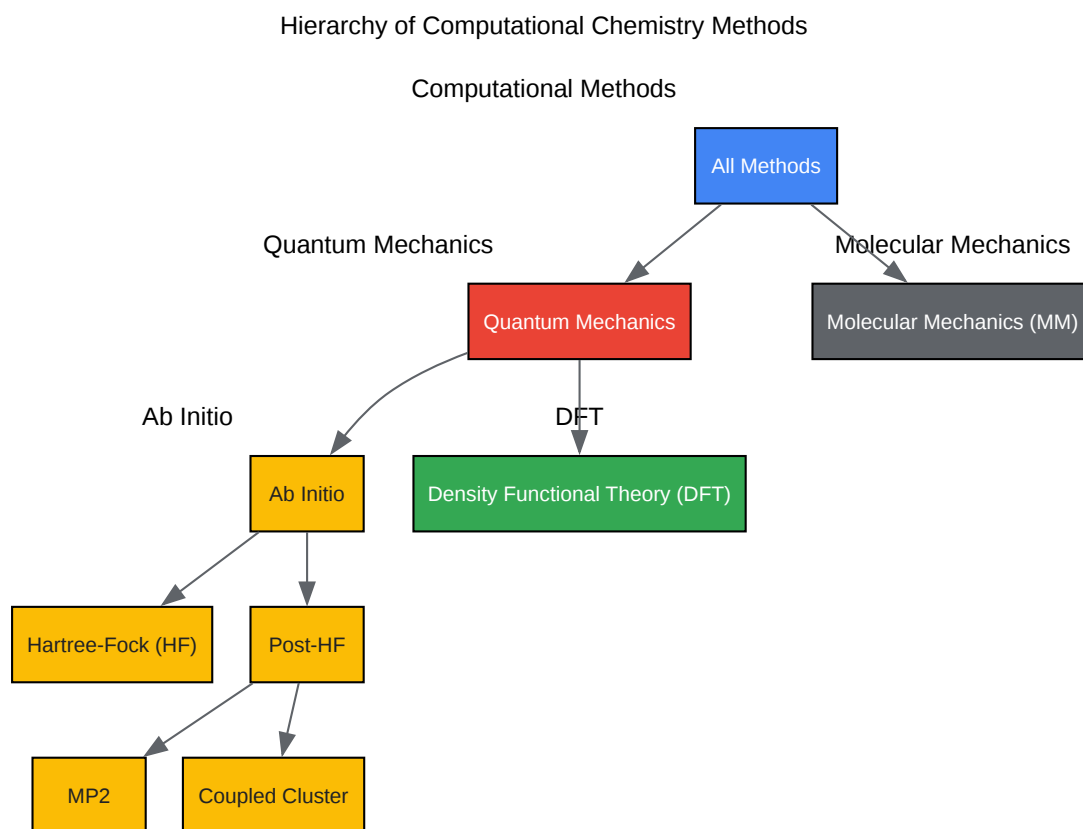 Hierarchy of Computational Chemistry Methods
Computational Methods
All Methods
Quantum Mechanics
Molecular Mechanics
Quantum Mechanics
Molecular Mechanics (MM)
Ab Initio
DFT
Ab Initio
Density Functional Theory (DFT)
Hartree-Fock (HF)
Post-HF
MP2
Coupled Cluster